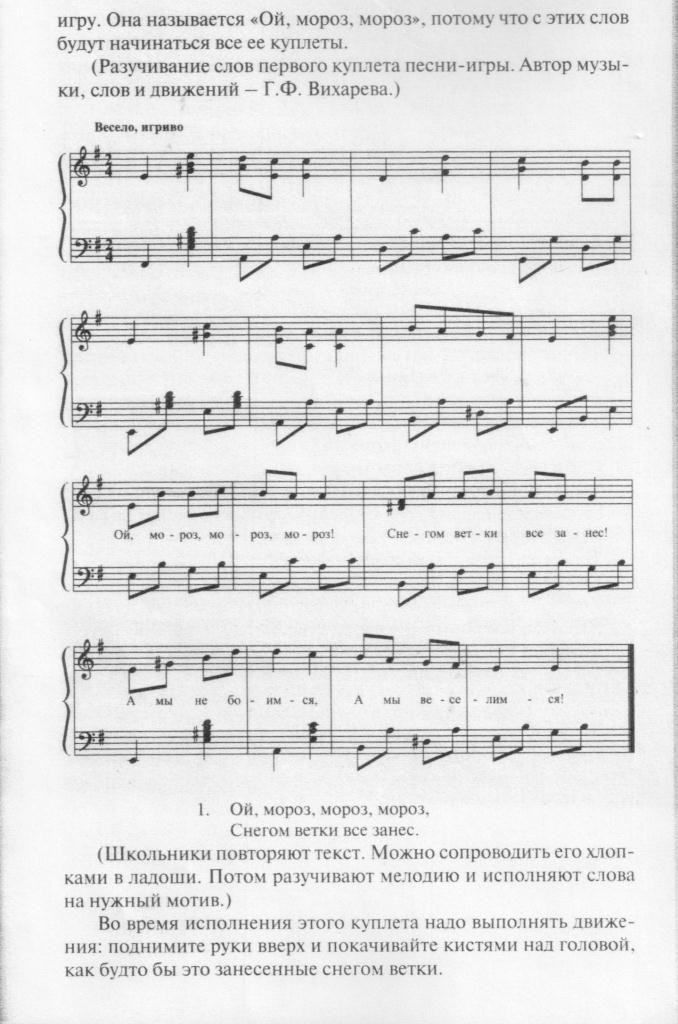 игру. Она называется «Ой, мороз, мороз», потому что с этих слов
будут начинаться все ее куплеты.
(Разучивание слов первого куплета песни-игры. Автор музы-
ки, слов и движений – Г.Ф. Вихарева.)
Весело, игриво
2
4
2
4
Ой, мо - роз, мо - роз, мо - роз! Сне - гом вет - ки все за - нес!
А мы не бо - им - ся, А мы ве - се - лим - ся!
1. Ой, мороз, мороз, мороз,
Снегом ветки все занес.
(Школьники повторяют текст. Можно сопроводить его хлоп-
ками в ладоши. Потом разучивают мелодию и исполняют слова
на нужный мотив.)
Во время исполнения этого куплета надо выполнять движе-
ния: поднимите руки вверх и покачивайте кистями над головой,
как будто бы это занесенные снегом ветки.